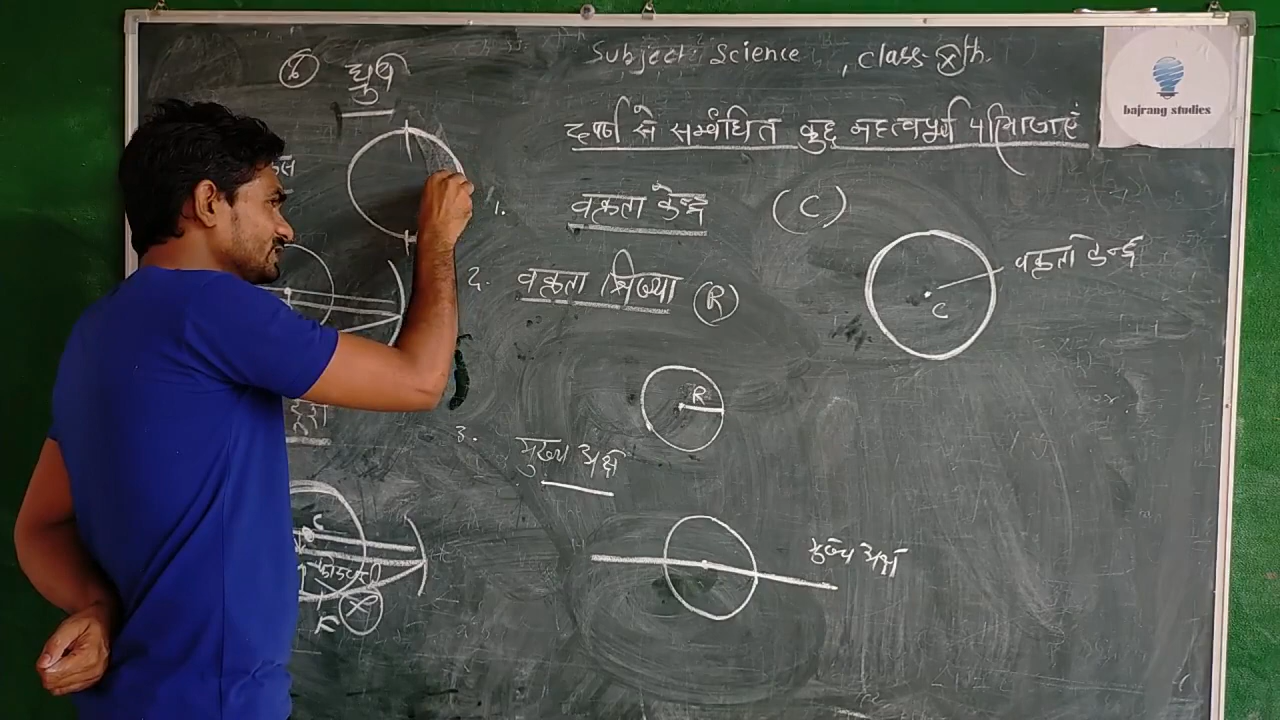 Subject: Science, Class Xth.
bajrang studies
दर्पण से सम्बंधित कुछ महत्वपूर्ण परिभाषाएं
1. वक्रता केन्द्र (C)
वक्रता केन्द्र
C
2. वक्रता त्रिज्या (R)
R
3. मुख्य अक्ष
मुख्य अक्ष
⑥ ध्रुव
दूरी
C
F